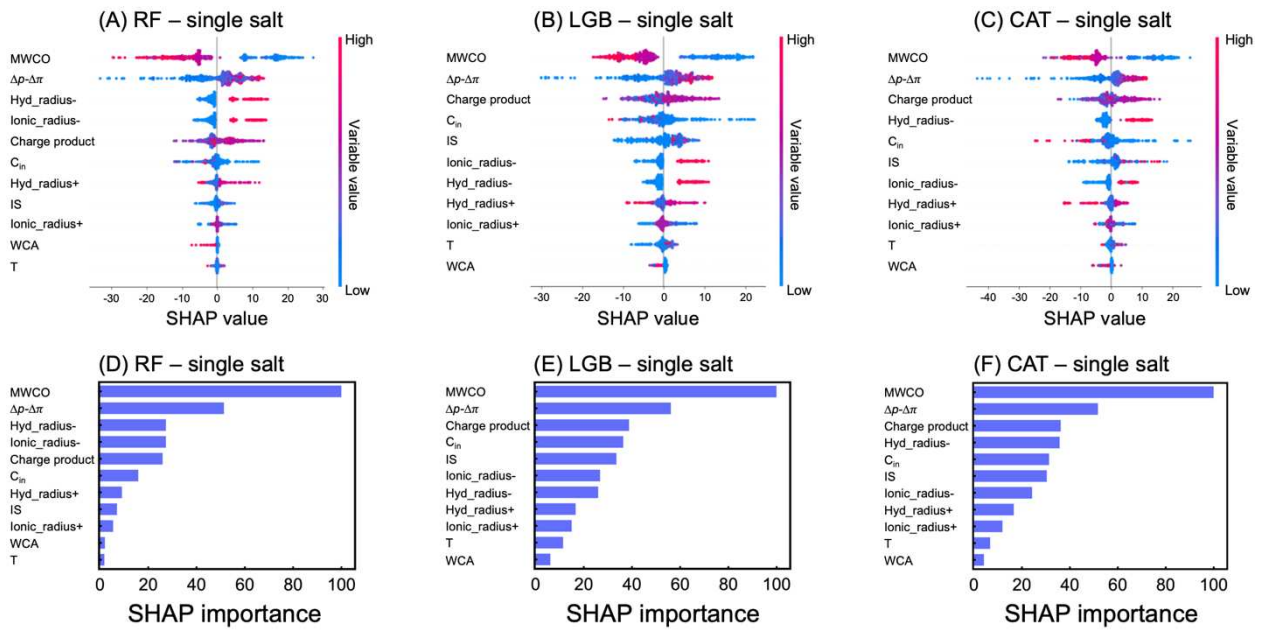 (A) RF – single salt
MWCO
Δp-Δπ
Hyd_radius-
Ionic_radius-
Charge product
C_in
Hyd_radius+
IS
Ionic_radius+
WCA
T
-30 -20 -10 0 10 20 30
SHAP value
High
Variable value
Low
(B) LGB – single salt
MWCO
Δp-Δπ
Charge product
C_in
IS
Ionic_radius-
Hyd_radius-
Hyd_radius+
Ionic_radius+
T
WCA
-30 -20 -10 0 10 20
SHAP value
High
Variable value
Low
(C) CAT – single salt
MWCO
Δp-Δπ
Charge product
Hyd_radius-
C_in
IS
Ionic_radius-
Hyd_radius+
Ionic_radius+
T
WCA
-40 -30 -20 -10 0 10 20
SHAP value
High
Variable value
Low
(D) RF – single salt
MWCO
Δp-Δπ
Hyd_radius-
Ionic_radius-
Charge product
C_in
Hyd_radius+
IS
Ionic_radius+
WCA
T
0 20 40 60 80 100
SHAP importance
(E) LGB – single salt
MWCO
Δp-Δπ
Charge product
C_in
IS
Ionic_radius-
Hyd_radius-
Hyd_radius+
Ionic_radius+
T
WCA
0 20 40 60 80 100
SHAP importance
(F) CAT – single salt
MWCO
Δp-Δπ
Charge product
Hyd_radius-
C_in
IS
Ionic_radius-
Hyd_radius+
Ionic_radius+
T
WCA
0 20 40 60 80 100
SHAP importance